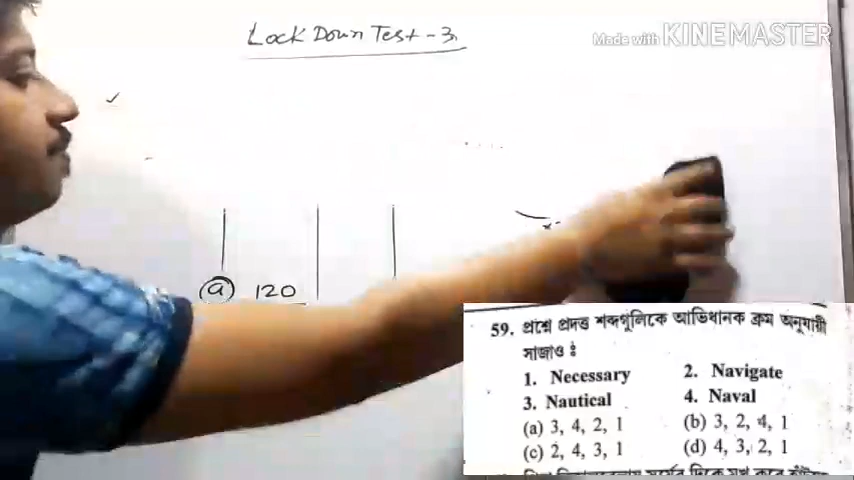 Lock Down Test - 3
Made with KINEMASTER
a 120
59. প্রশ্নে প্রদত্ত শব্দগুলিকে আভিধানিক ক্রম অনুযায়ী
সাজাও :
1. Necessary 2. Navigate
3. Nautical 4. Naval
(a) 3, 4, 2, 1 (b) 3, 2, 4, 1
(c) 2, 4, 3, 1 (d) 4, 3, 2, 1